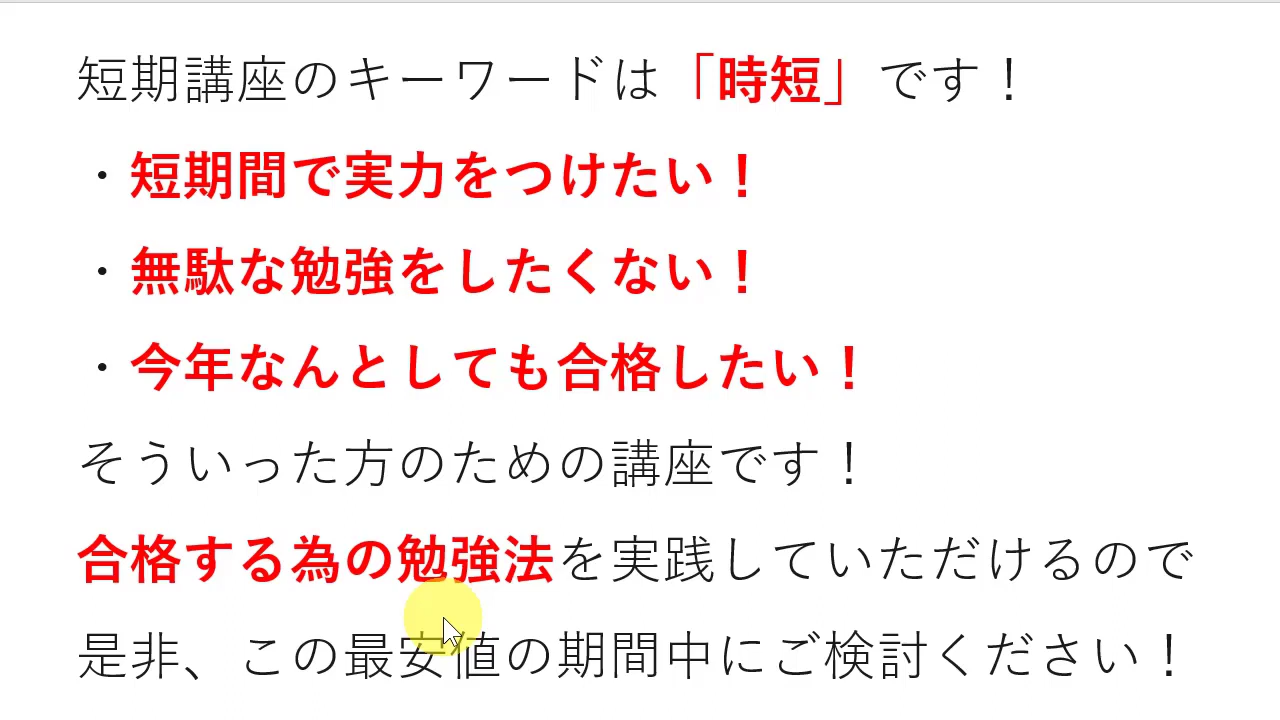 短期講座のキーワードは「時短」です！
・短期間で実力をつけたい！
・無駄な勉強をしたくない！
・今年なんとしても合格したい！
そういった方のための講座です！
合格する為の勉強法を実践していただけるので
是非、この最安値の期間中にご検討ください！